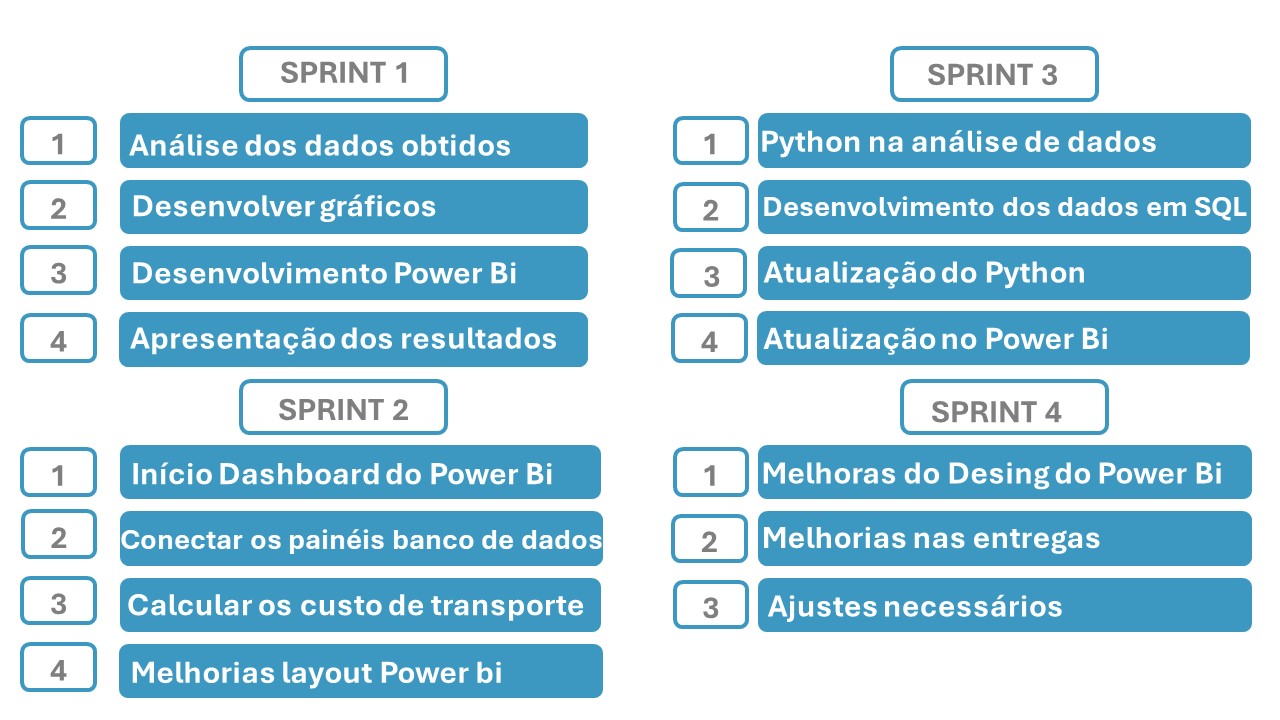 SPRINT 1
1 Análise dos dados obtidos
2 Desenvolver gráficos
3 Desenvolvimento Power Bi
4 Apresentação dos resultados
SPRINT 2
1 Início Dashboard do Power Bi
2 Conectar os painéis banco de dados
3 Calcular os custo de transporte
4 Melhorias layout Power bi
SPRINT 3
1 Python na análise de dados
2 Desenvolvimento dos dados em SQL
3 Atualização do Python
4 Atualização no Power Bi
SPRINT 4
1 Melhoras do Desing do Power Bi
2 Melhorias nas entregas
3 Ajustes necessários